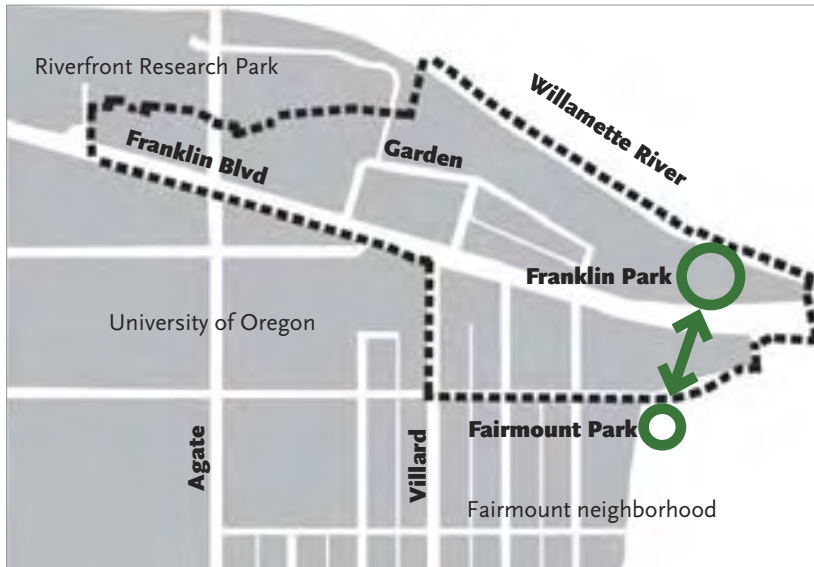 Riverfront Research Park
Willamette River
Franklin Blvd
Garden
Franklin Park
University of Oregon
Agate
Villard
Fairmount Park
Fairmount neighborhood